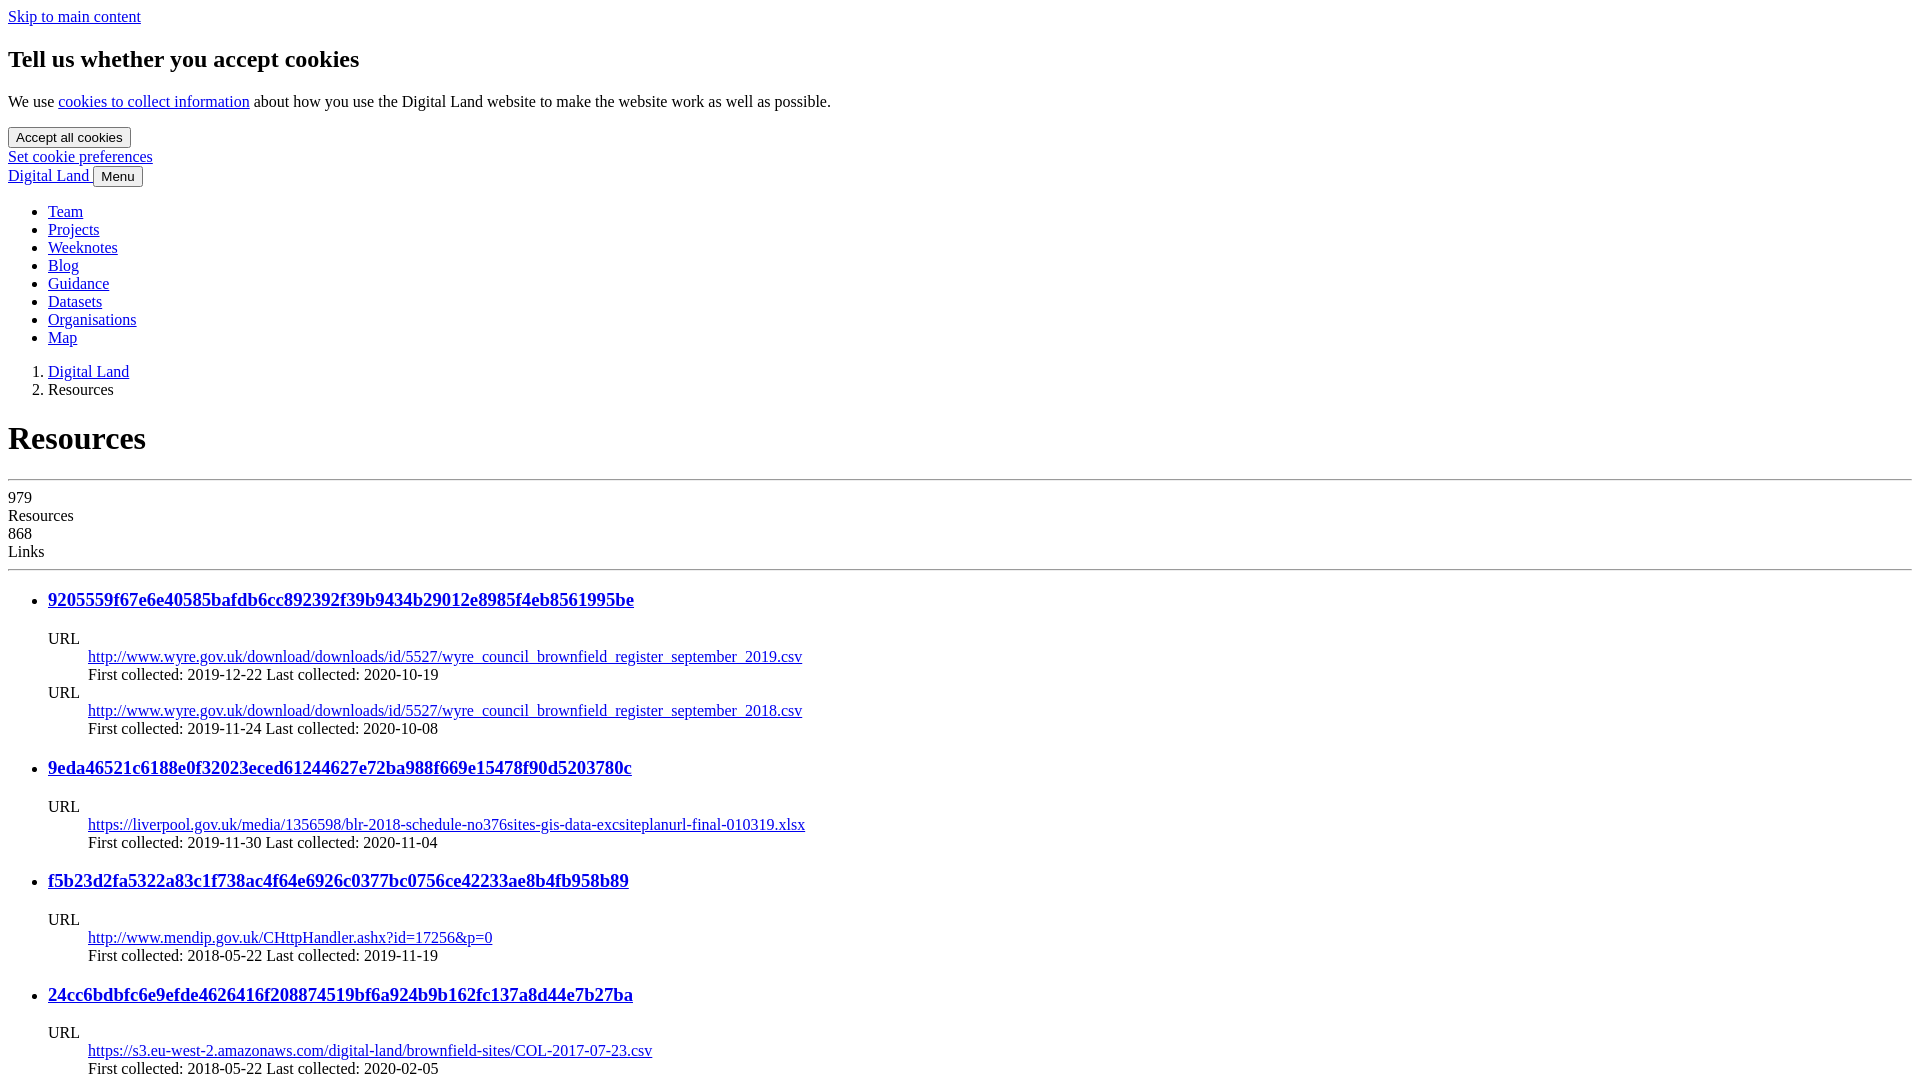 Skip to main content
Tell us whether you accept cookies
We use cookies to collect information about how you use the Digital Land website to make the website work as well as possible.
Accept all cookies
Set cookie preferences
Digital Land Menu
Team
Projects
Weeknotes
Blog
Guidance
Datasets
Organisations
Map
1. Digital Land
2. Resources
Resources
979
Resources
868
Links
9205559f67e6e40585bafdb6cc892392f39b9434b29012e8985f4eb8561995be
URL
http://www.wyre.gov.uk/download/downloads/id/5527/wyre_council_brownfield_register_september_2019.csv
First collected: 2019-12-22 Last collected: 2020-10-19
URL
http://www.wyre.gov.uk/download/downloads/id/5527/wyre_council_brownfield_register_september_2018.csv
First collected: 2019-11-24 Last collected: 2020-10-08
9eda46521c6188e0f32023eced61244627e72ba988f669e15478f90d5203780c
URL
https://liverpool.gov.uk/media/1356598/blr-2018-schedule-no376sites-gis-data-excsiteplanurl-final-010319.xlsx
First collected: 2019-11-30 Last collected: 2020-11-04
f5b23d2fa5322a83c1f738ac4f64e6926c0377bc0756ce42233ae8b4fb958b89
URL
http://www.mendip.gov.uk/CHttpHandler.ashx?id=17256&p=0
First collected: 2018-05-22 Last collected: 2019-11-19
24cc6bdbfc6e9efde4626416f208874519bf6a924b9b162fc137a8d44e7b27ba
URL
https://s3.eu-west-2.amazonaws.com/digital-land/brownfield-sites/COL-2017-07-23.csv
First collected: 2018-05-22 Last collected: 2020-02-05